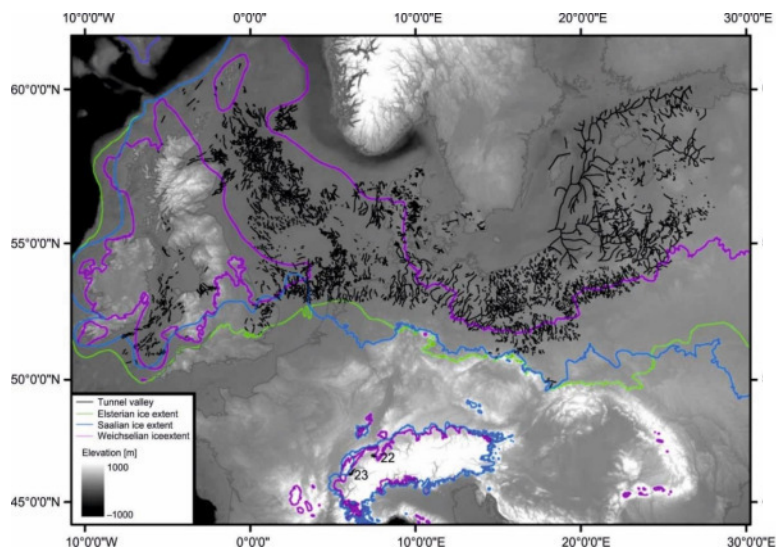 10°0'0"W 0°0'0" 10°0'0"E 20°0'0"E 30°0'0"E
60°0'0"N
55°0'0"N
50°0'0"N
Tunnel valley
Elsterian ice extent
Saalian ice extent
Weichselian iceextent
Elevation [m]
1000
-1000
22
23
45°0'0"N
10°0'0"W 0°0'0" 10°0'0"E 20°0'0"E 30°0'0"E